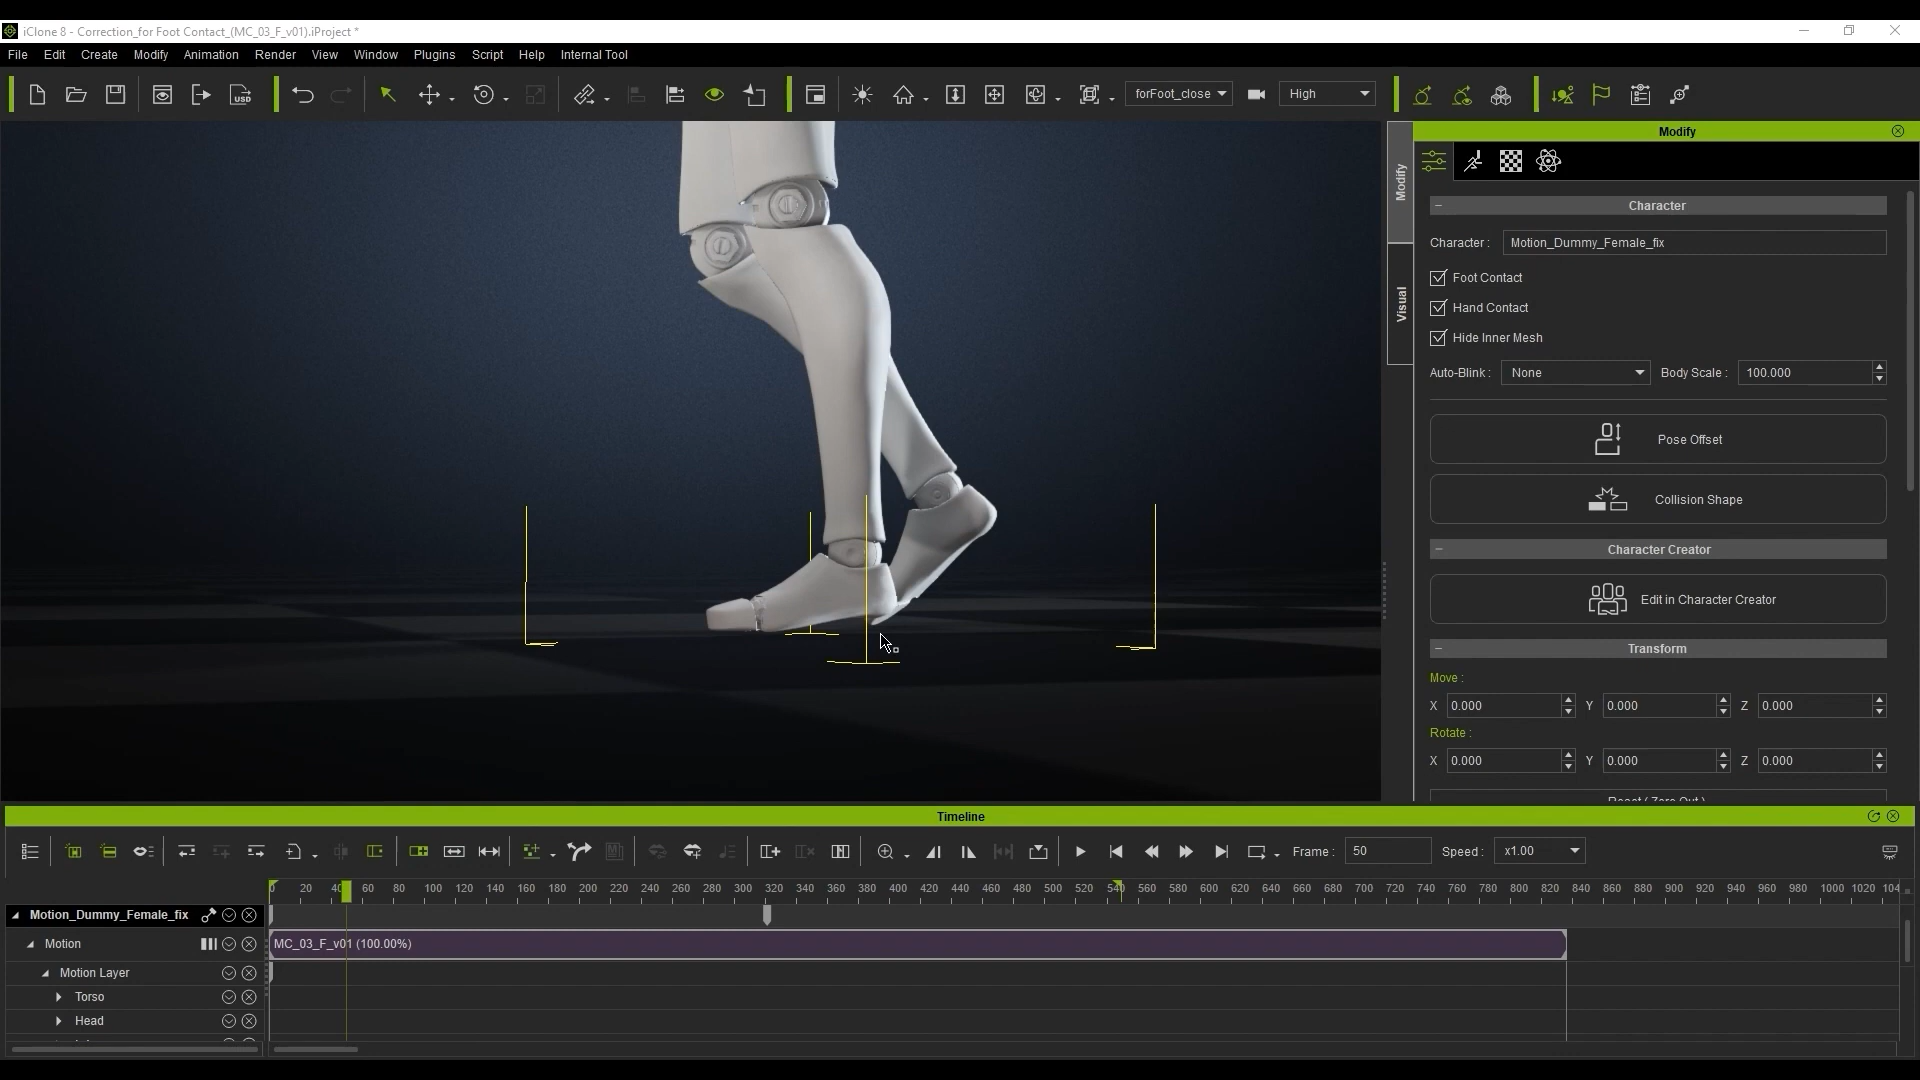 iClone 8 - Correction_for Foot Contact_(MC_03_F_v01).iProject *
File Edit Create Modify Animation Render View Window Plugins Script Help Internal Tool
USD forFoot_close High
Modify
Modify
Visual
Character
Character : Motion_Dummy_Female_fix
Foot Contact
Hand Contact
Hide Inner Mesh
Auto-Blink : None Body Scale : 100.000
Pose Offset
Collision Shape
Character Creator
Edit in Character Creator
Transform
Move :
X 0.000 Y 0.000 Z 0.000
Rotate :
X 0.000 Y 0.000 Z 0.000
Reset ( Zero Out )
Timeline
Frame : 50 Speed : x1.00
0 20 40 60 80 100 120 140 160 180 200 220 240 260 280 300 320 340 360 380 400 420 440 460 480 500 520 540 560 580 600 620 640 660 680 700 720 740 760 780 800 820 840 860 880 900 920 940 960 980 1000 1020 104
Motion_Dummy_Female_fix
Motion MC_03_F_v01 (100.00%)
Motion Layer
Torso
Head